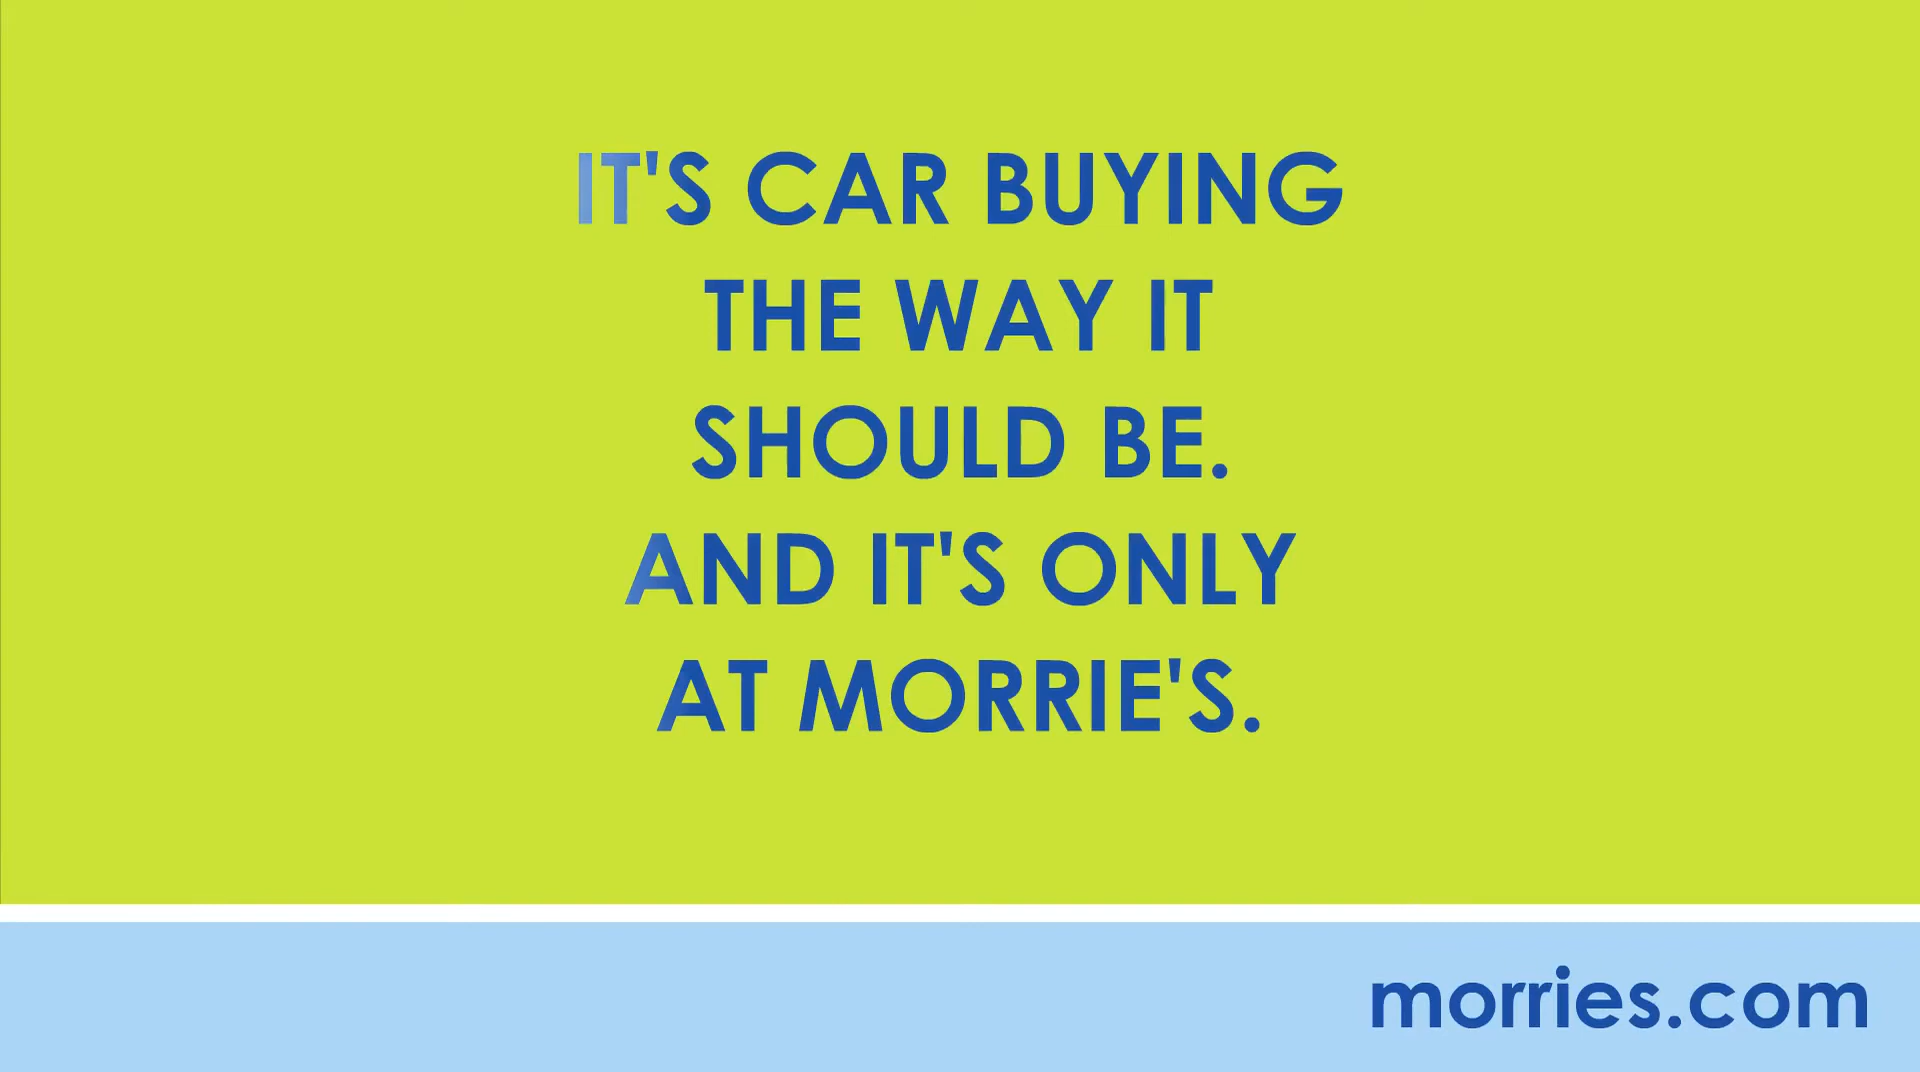 IT'S CAR BUYING
THE WAY IT
SHOULD BE.
AND IT'S ONLY
AT MORRIE'S.
morries.com